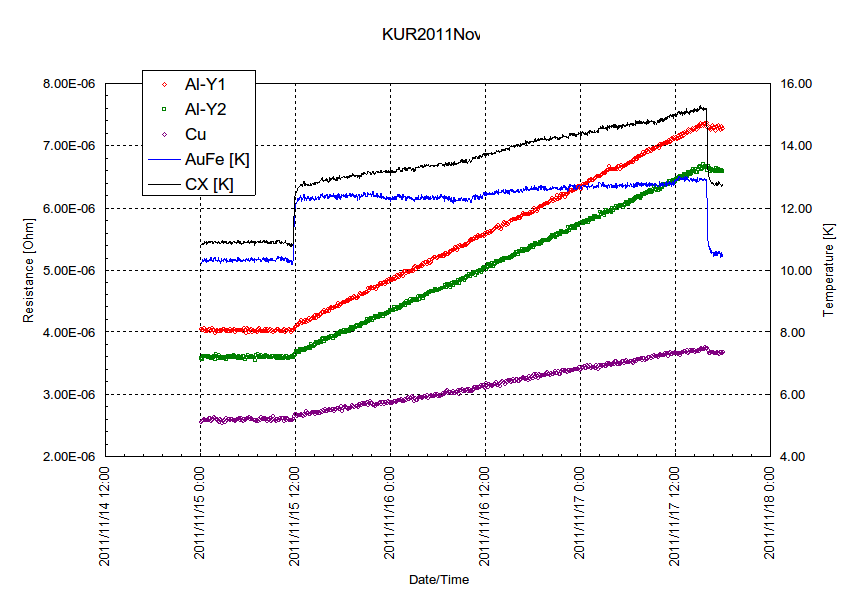 KUR2011Nov
Al-Y1
Al-Y2
Cu
AuFe [K]
CX [K]
8.00E-06
7.00E-06
6.00E-06
5.00E-06
4.00E-06
3.00E-06
2.00E-06
Resistance [Ohm]
16.00
14.00
12.00
10.00
8.00
6.00
4.00
Temperature [K]
2011/11/14 12:00
2011/11/15 0:00
2011/11/15 12:00
2011/11/16 0:00
2011/11/16 12:00
2011/11/17 0:00
2011/11/17 12:00
2011/11/18 0:00
Date/Time